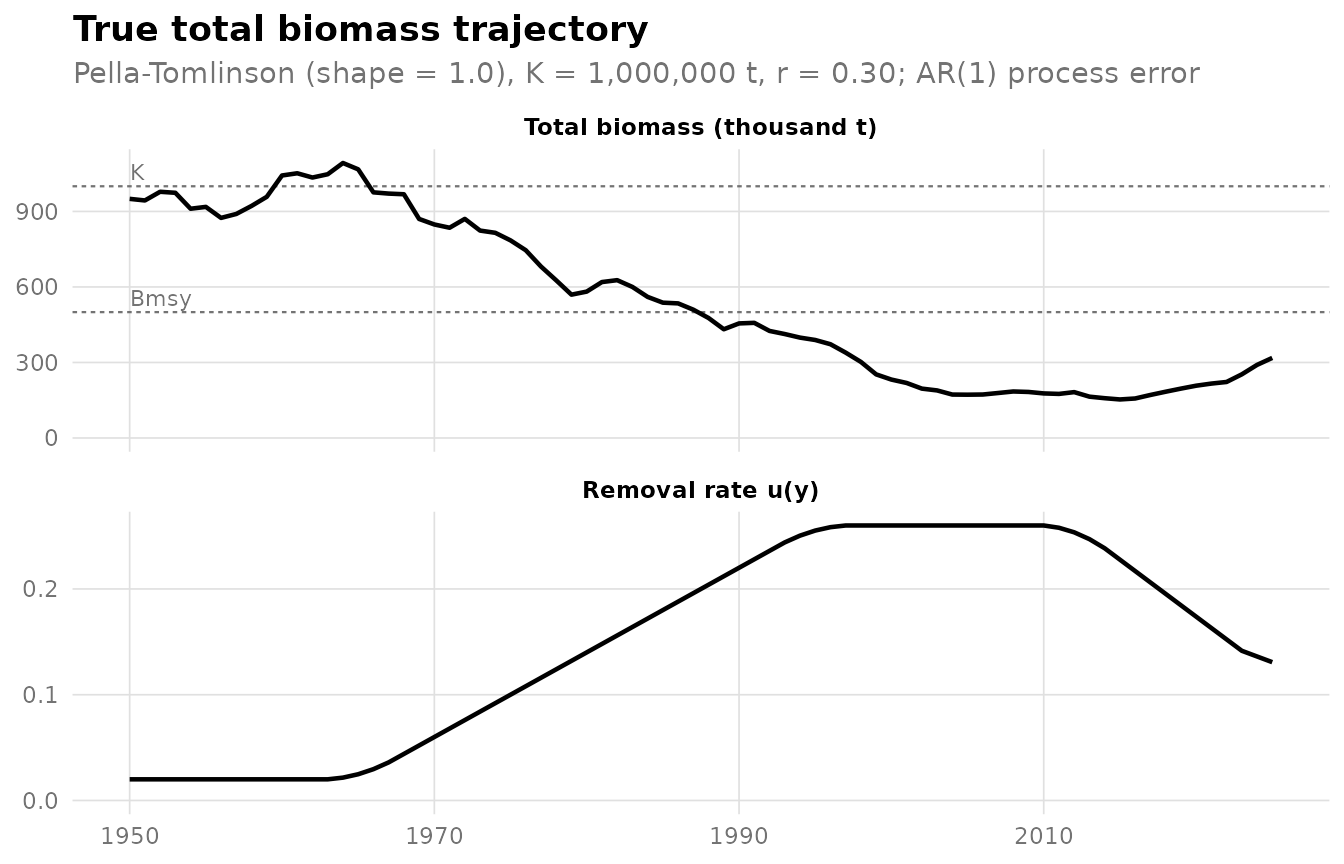 True total biomass trajectory
Pella-Tomlinson (shape = 1.0), K = 1,000,000 t, r = 0.30; AR(1) process error
Total biomass (thousand t)
K
900
600
Bmsy
300
0
Removal rate u(y)
0.2
0.1
0.0
1950
1970
1990
2010